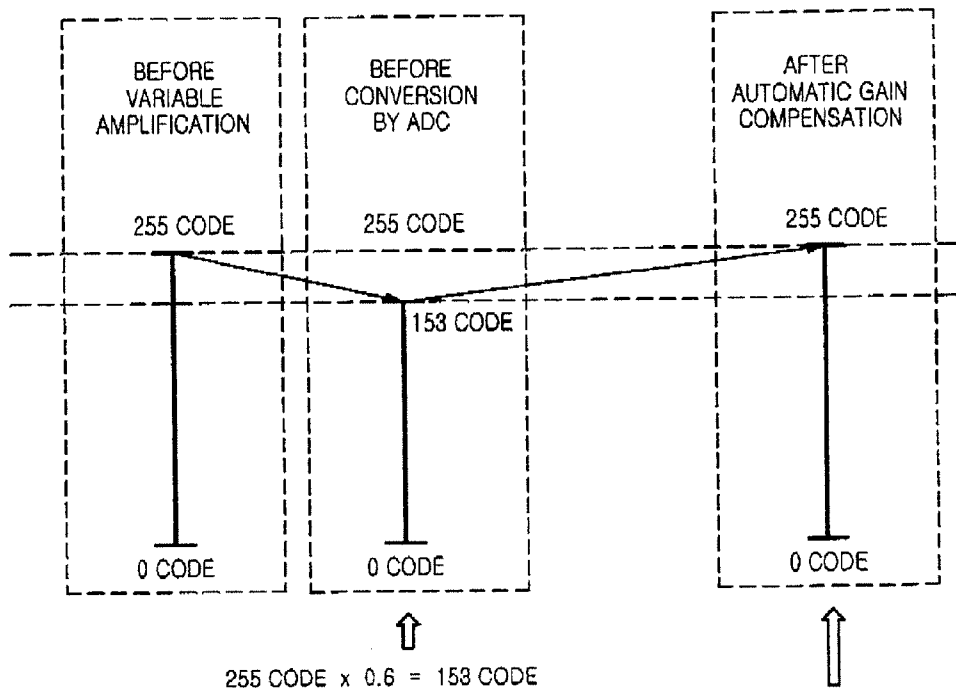 BEFORE
VARIABLE
AMPLIFICATION
255 CODE
0 CODE
BEFORE
CONVERSION
BY ADC
255 CODE
153 CODE
0 CODE
255 CODE x 0.6 = 153 CODE
AFTER
AUTOMATIC GAIN
COMPENSATION
255 CODE
0 CODE